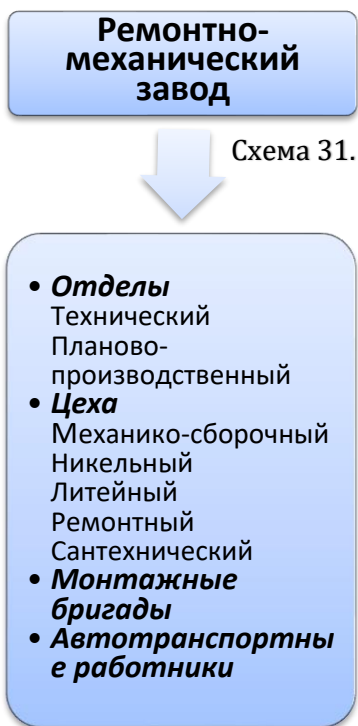 Ремонтно-
механический
завод
Схема 31.
• Отделы
Технический
Планово-
производственный
• Цеха
Механико-сборочный
Никельный
Литейный
Ремонтный
Сантехнический
• Монтажные
бригады
• Автотранспортны
е работники